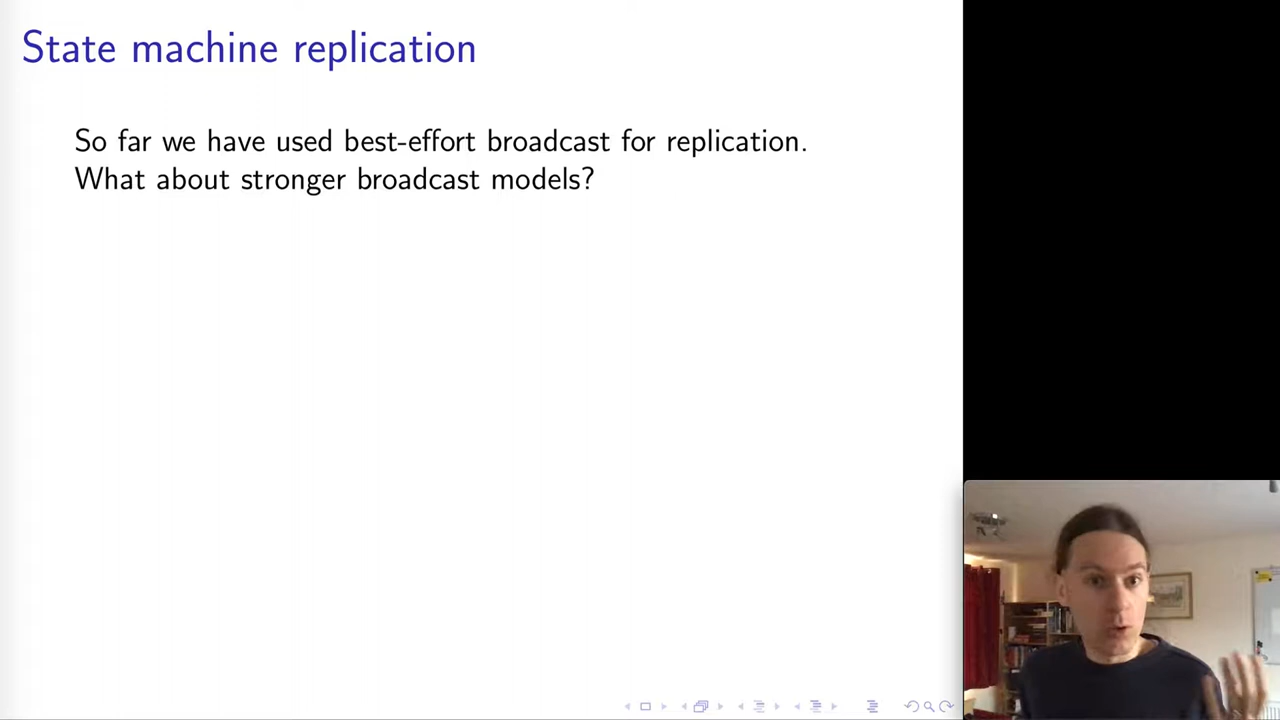 State machine replication
So far we have used best-effort broadcast for replication.
What about stronger broadcast models?